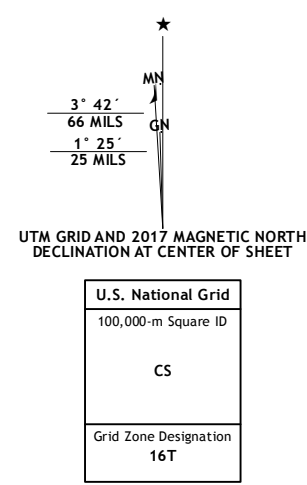 MN
3° 42´
66 MILS
GN
1° 25´
25 MILS
UTM GRID AND 2017 MAGNETIC NORTH
DECLINATION AT CENTER OF SHEET
U.S. National Grid
100,000-m Square ID
CS
Grid Zone Designation
16T